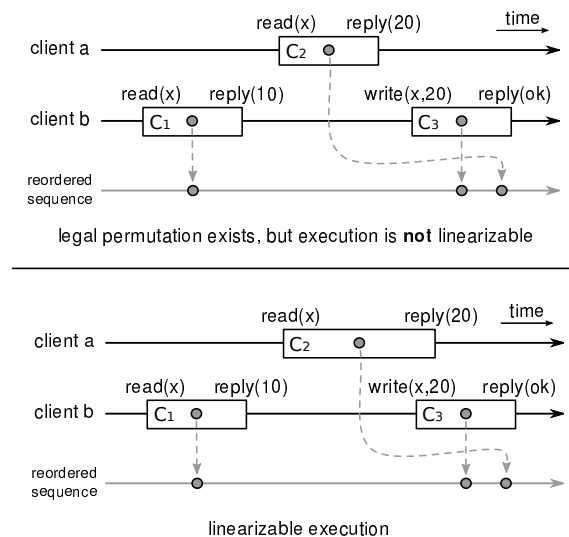 read(x) reply(20) time
client a C2
read(x) reply(10) write(x,20) reply(ok)
client b C1 C3
reordered
sequence
legal permutation exists, but execution is not linearizable
read(x) reply(20) time
client a C2
read(x) reply(10) write(x,20) reply(ok)
client b C1 C3
reordered
sequence
linearizable execution